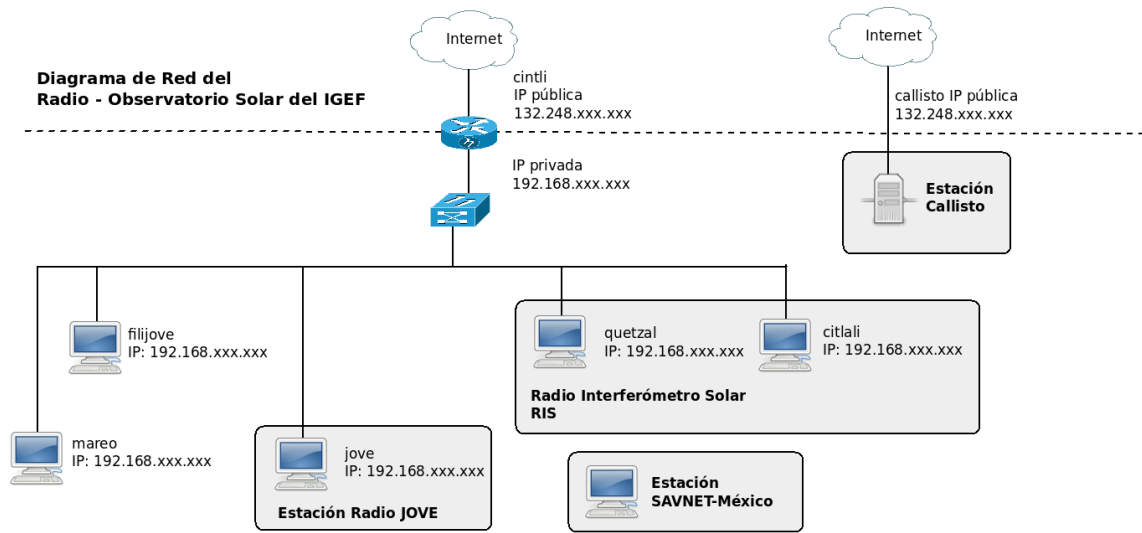 Internet
Internet
Diagrama de Red del
Radio - Observatorio Solar del IGEF
cintli
IP pública
132.248.xxx.xxx
callisto IP pública
132.248.xxx.xxx
IP privada
192.168.xxx.xxx
Estación
Callisto
filijove
IP: 192.168.xxx.xxx
quetzal
IP: 192.168.xxx.xxx
citlali
IP: 192.168.xxx.xxx
Radio Interferómetro Solar
RIS
mareo
IP: 192.168.xxx.xxx
jove
IP: 192.168.xxx.xxx
Estación Radio JOVE
Estación
SAVNET-México